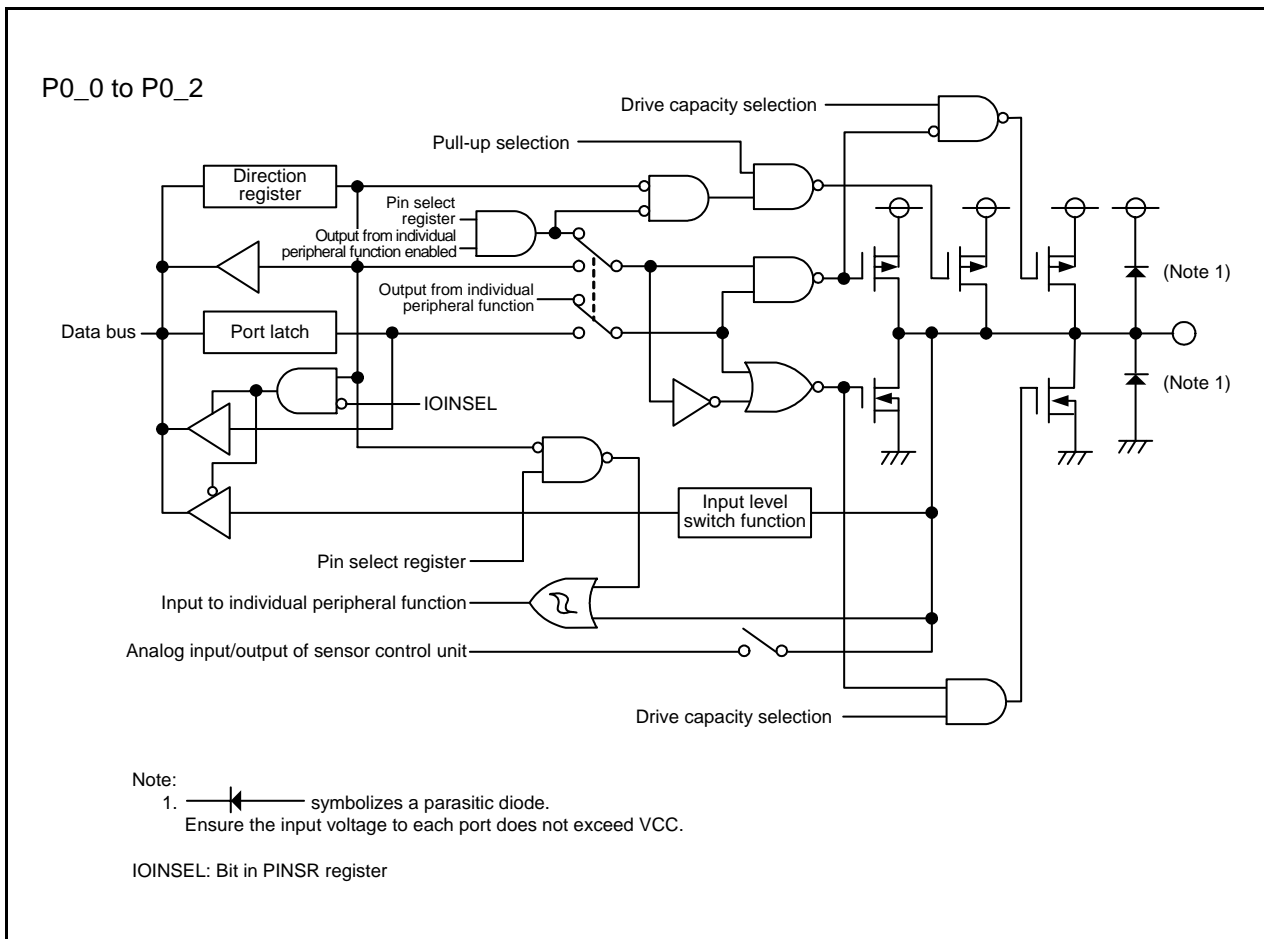 P0_0 to P0_2
Drive capacity selection
Pull-up selection
Direction
register
Pin select
register
Output from individual
peripheral function enabled
Output from individual
peripheral function
(Note 1)
Data bus
Port latch
(Note 1)
IOINSEL
Input level
switch function
Pin select register
Input to individual peripheral function
Analog input/output of sensor control unit
Drive capacity selection
Note:
1. symbolizes a parasitic diode.
Ensure the input voltage to each port does not exceed VCC.
IOINSEL: Bit in PINSR register